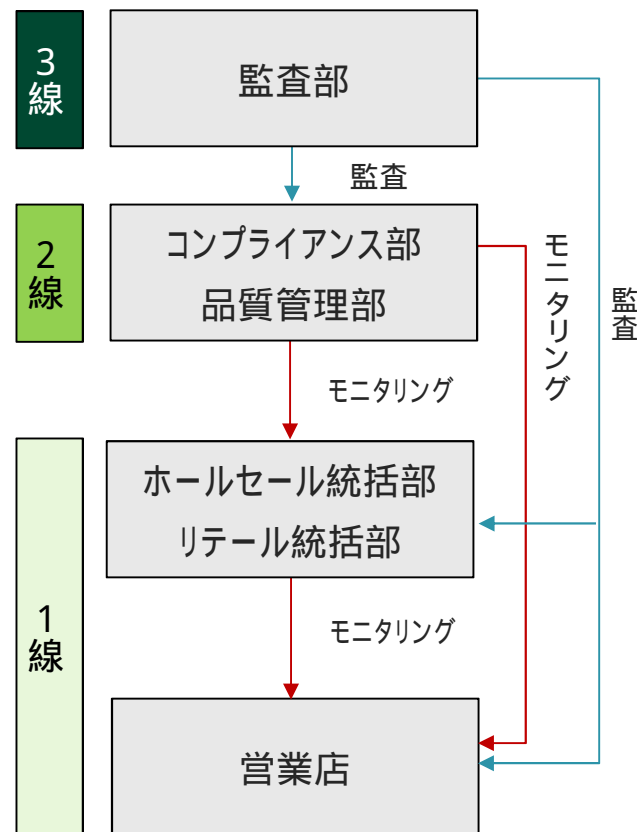 3線
監査部
監査
2線
コンプライアンス部
品質管理部
モニタリング
監査
モニタリング
1線
ホールセール統括部
リテール統括部
モニタリング
営業店